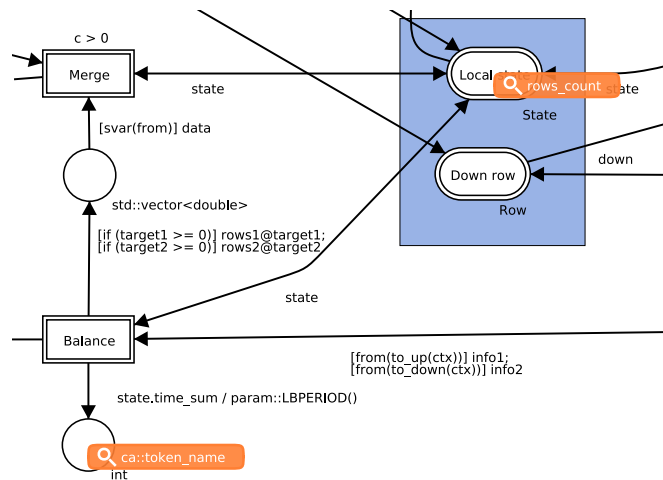 c > 0
Merge
state
Local state
rows_count
state
State
[svar(from)] data
down
Down row
std::vector<double>
Row
[if (target1 >= 0)] rows1@target1;
[if (target2 >= 0)] rows2@target2
state
Balance
[from(to_up(ctx))] info1;
[from(to_down(ctx))] info2
state.time_sum / param::LBPERIOD()
ca::token_name
int